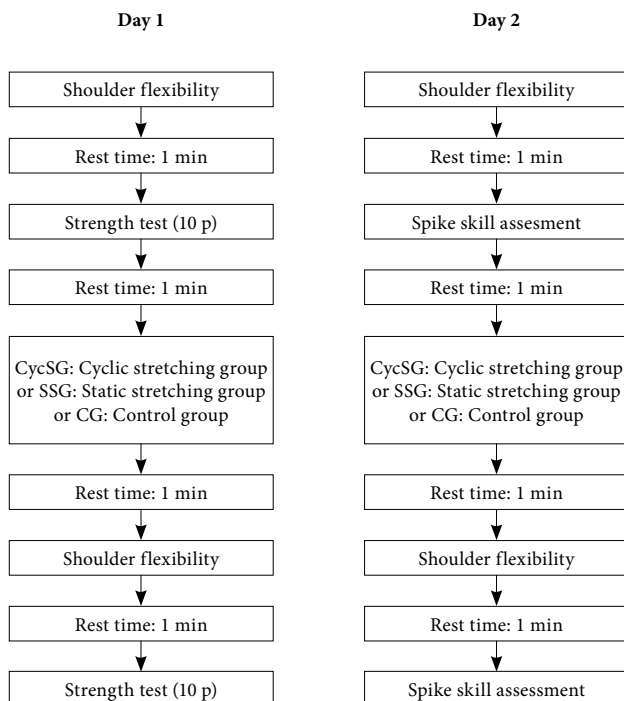 Day 1
Shoulder flexibility
Rest time: 1 min
Strength test (10 p)
Rest time: 1 min
CycSG: Cyclic stretching group
or SSG: Static stretching group
or CG: Control group
Rest time: 1 min
Shoulder flexibility
Rest time: 1 min
Strength test (10 p)
Day 2
Shoulder flexibility
Rest time: 1 min
Spike skill assesment
Rest time: 1 min
CycSG: Cyclic stretching group
or SSG: Static stretching group
or CG: Control group
Rest time: 1 min
Shoulder flexibility
Rest time: 1 min
Spike skill assessment